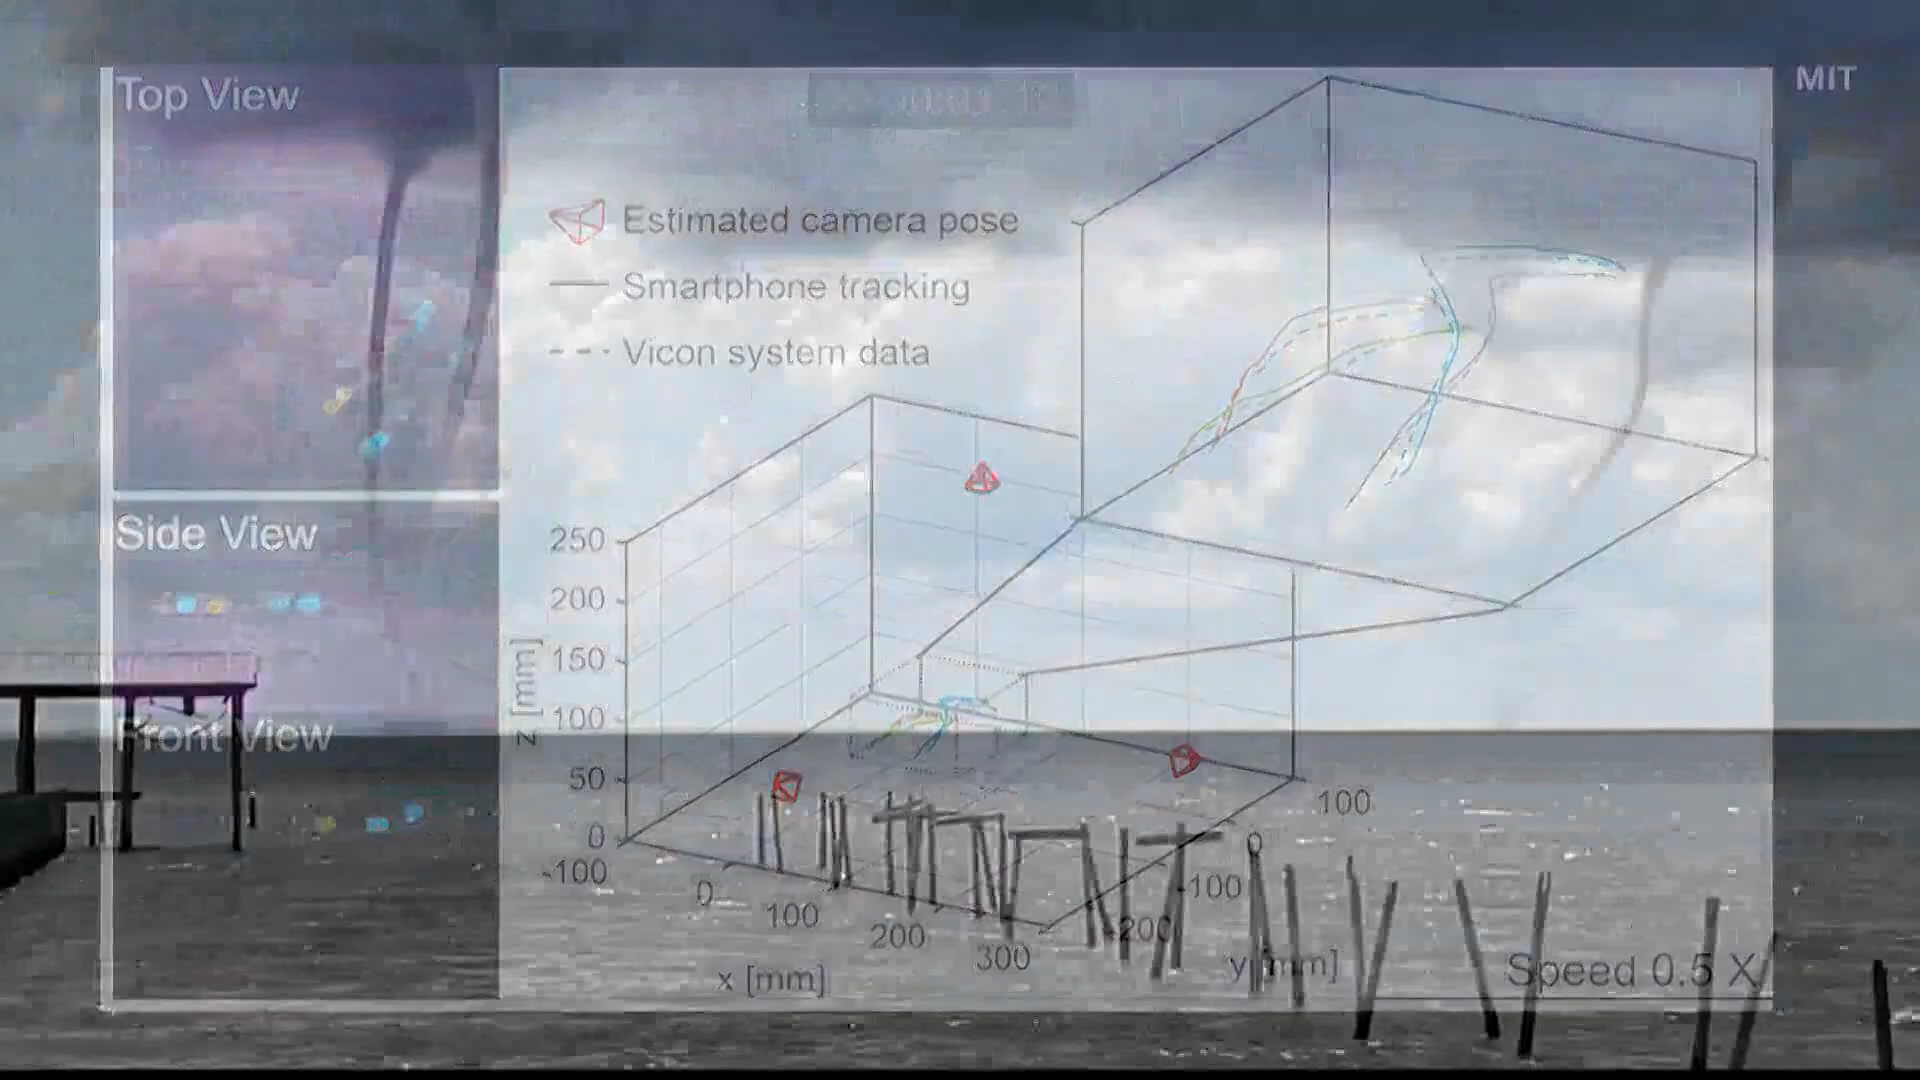 Top View
MIT
Estimated camera pose
Smartphone tracking
Vicon system data
Side View
Front View
250
200
150
100
50
0
z [mm]
-100
0
100
200
300
x [mm]
100
0
-100
-200
y [mm]
Speed 0.5 X